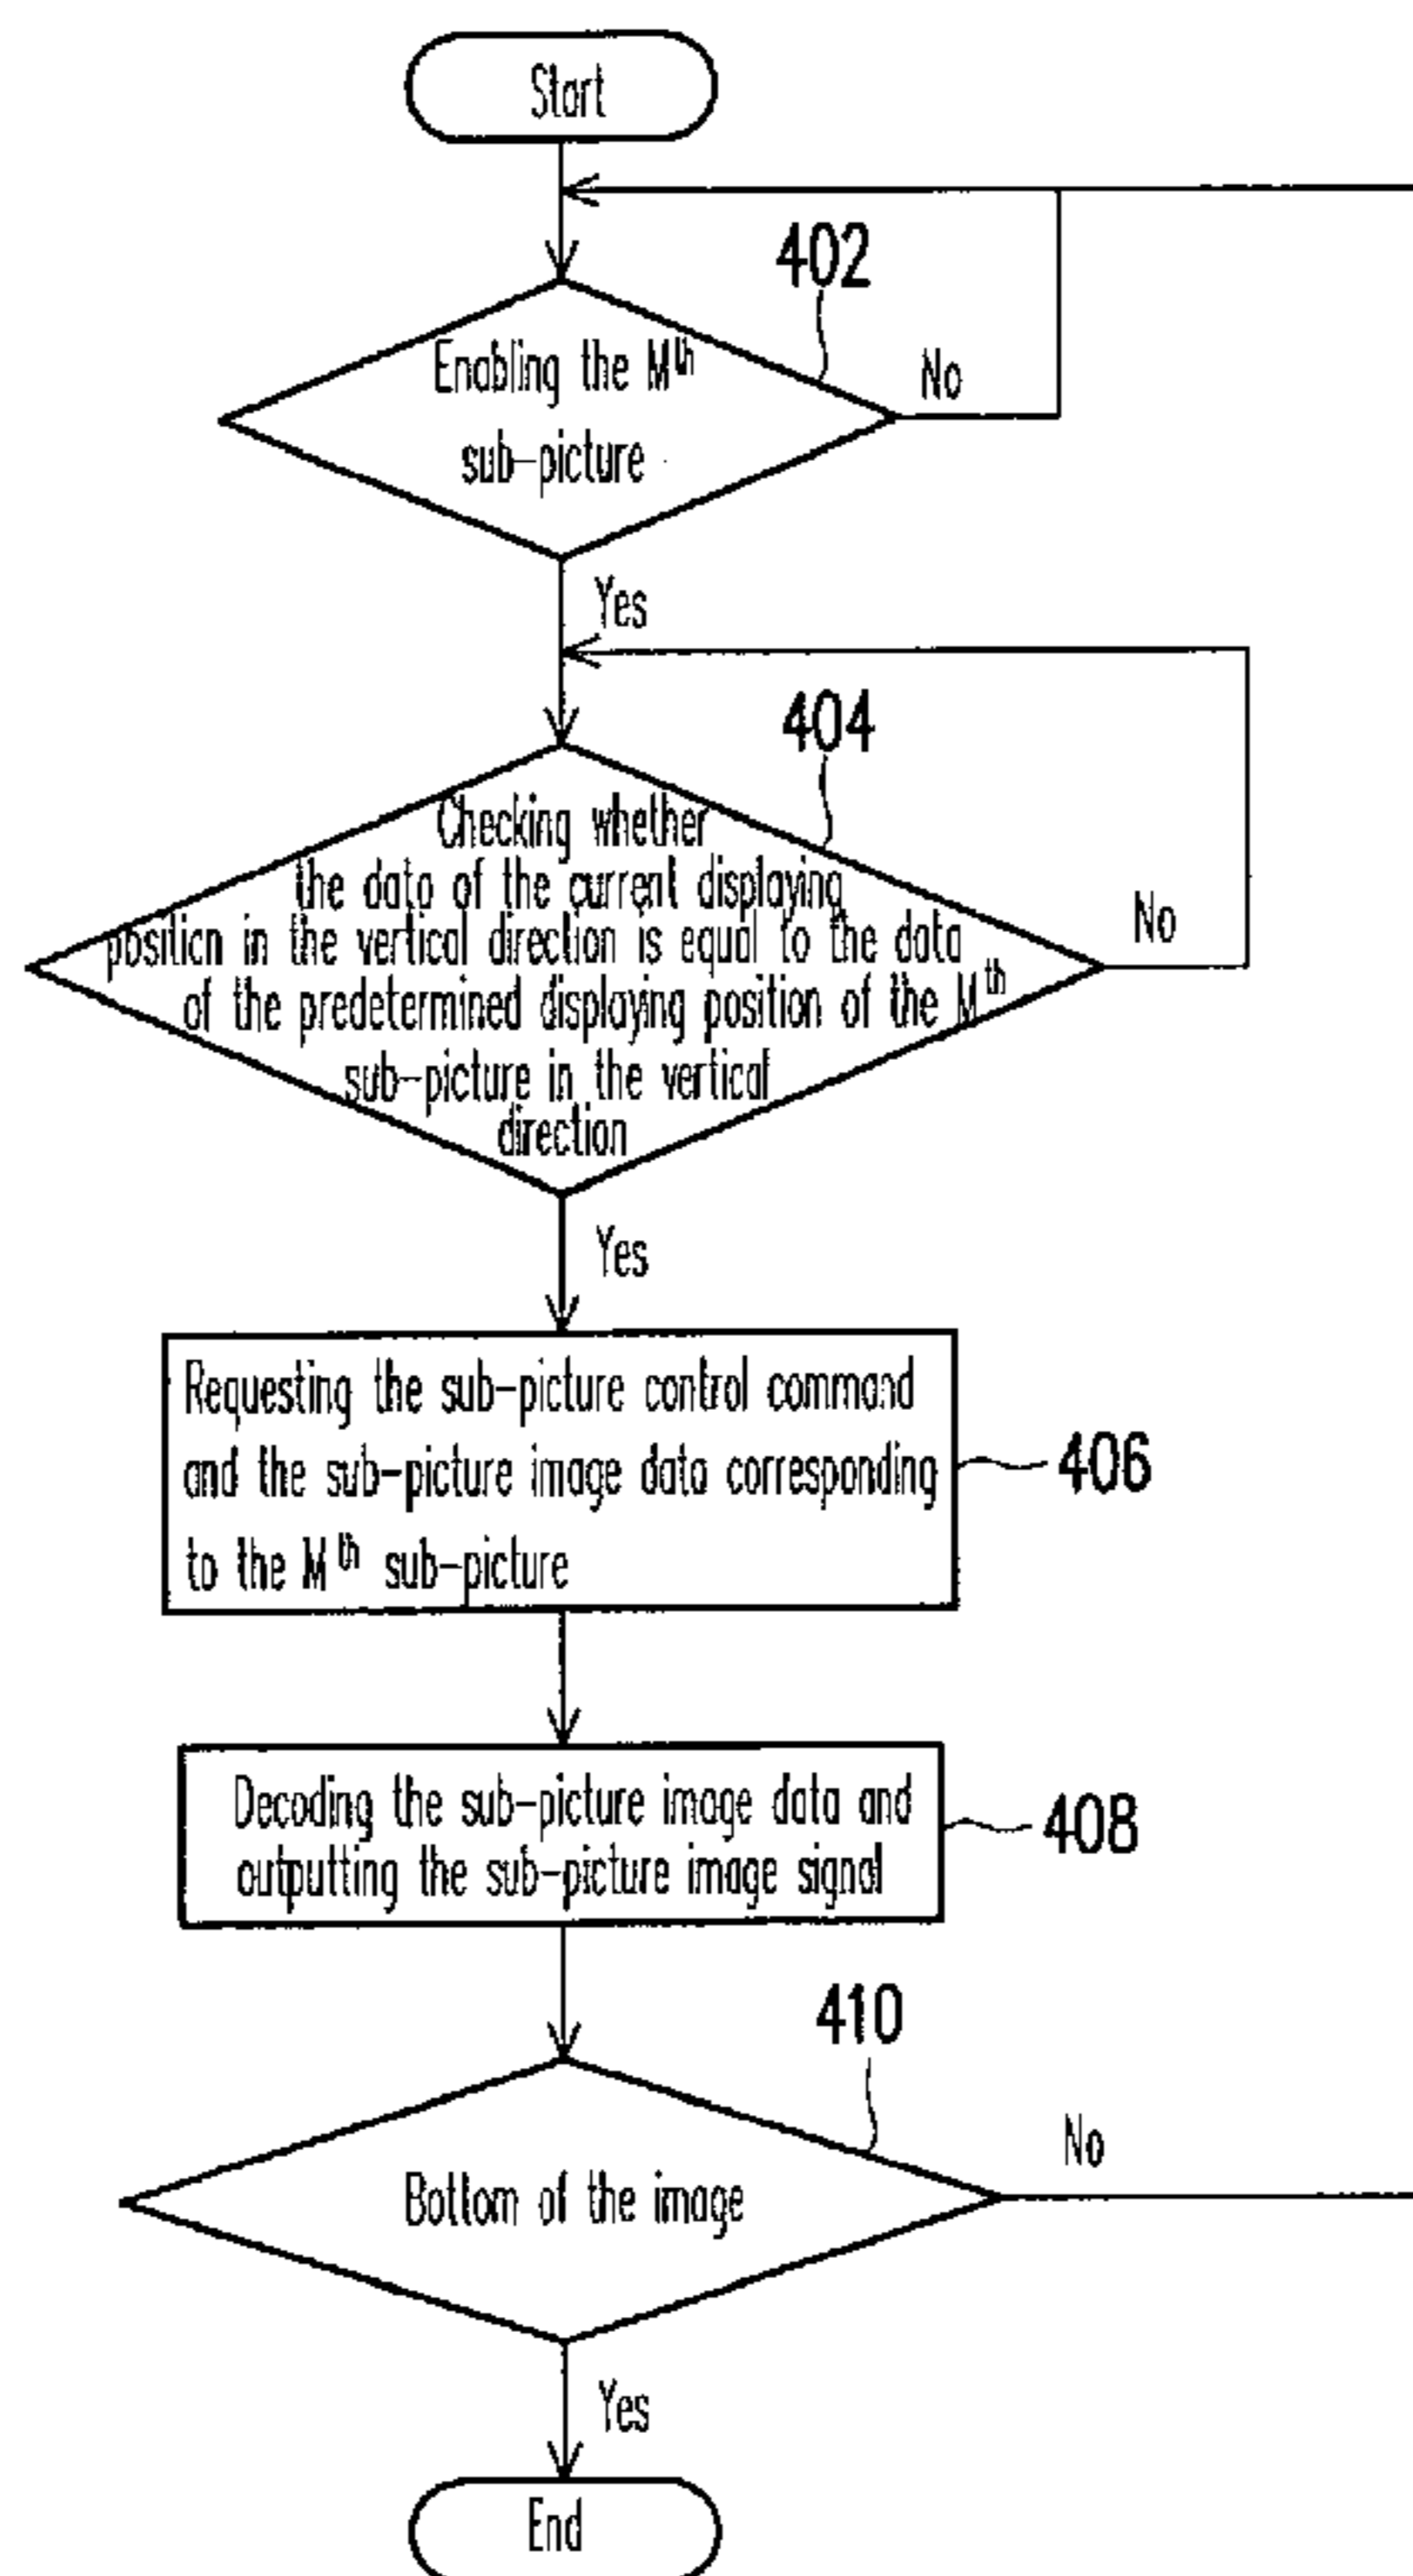 Start
402
Enabling the Mth
sub-picture
No
Yes
404
Checking whether
the data of the current displaying
position in the vertical direction is equal to the data
of the predetermined displaying position of the Mth
sub-picture in the vertical
direction
No
Yes
Requesting the sub-picture control command
and the sub-picture image data corresponding
to the Mth sub-picture
406
Decoding the sub-picture image data and
outputting the sub-picture image signal
408
410
Bottom of the image
No
Yes
End